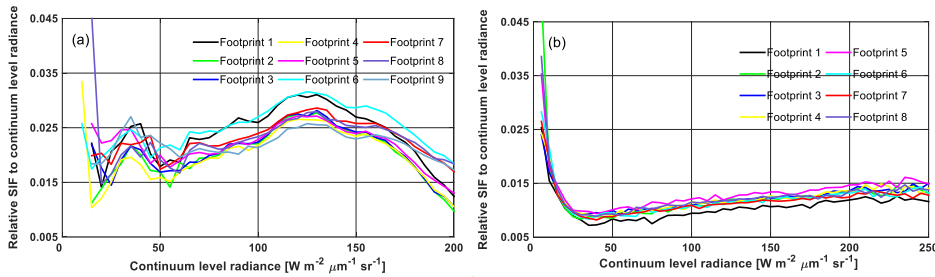 (a)
Footprint 1 Footprint 4 Footprint 7
Footprint 2 Footprint 5 Footprint 8
Footprint 3 Footprint 6 Footprint 9
Relative SIF to continuum level radiance
0.045
0.035
0.025
0.015
0.005
0 50 100 150 200
Continuum level radiance [W m-2 μm-1 sr-1]
(b)
Footprint 1 Footprint 5
Footprint 2 Footprint 6
Footprint 3 Footprint 7
Footprint 4 Footprint 8
Relative SIF to continuum level radiance
0.045
0.035
0.025
0.015
0.005
0 50 100 150 200 250
Continuum level radiance [W m-2 μm-1 sr-1]